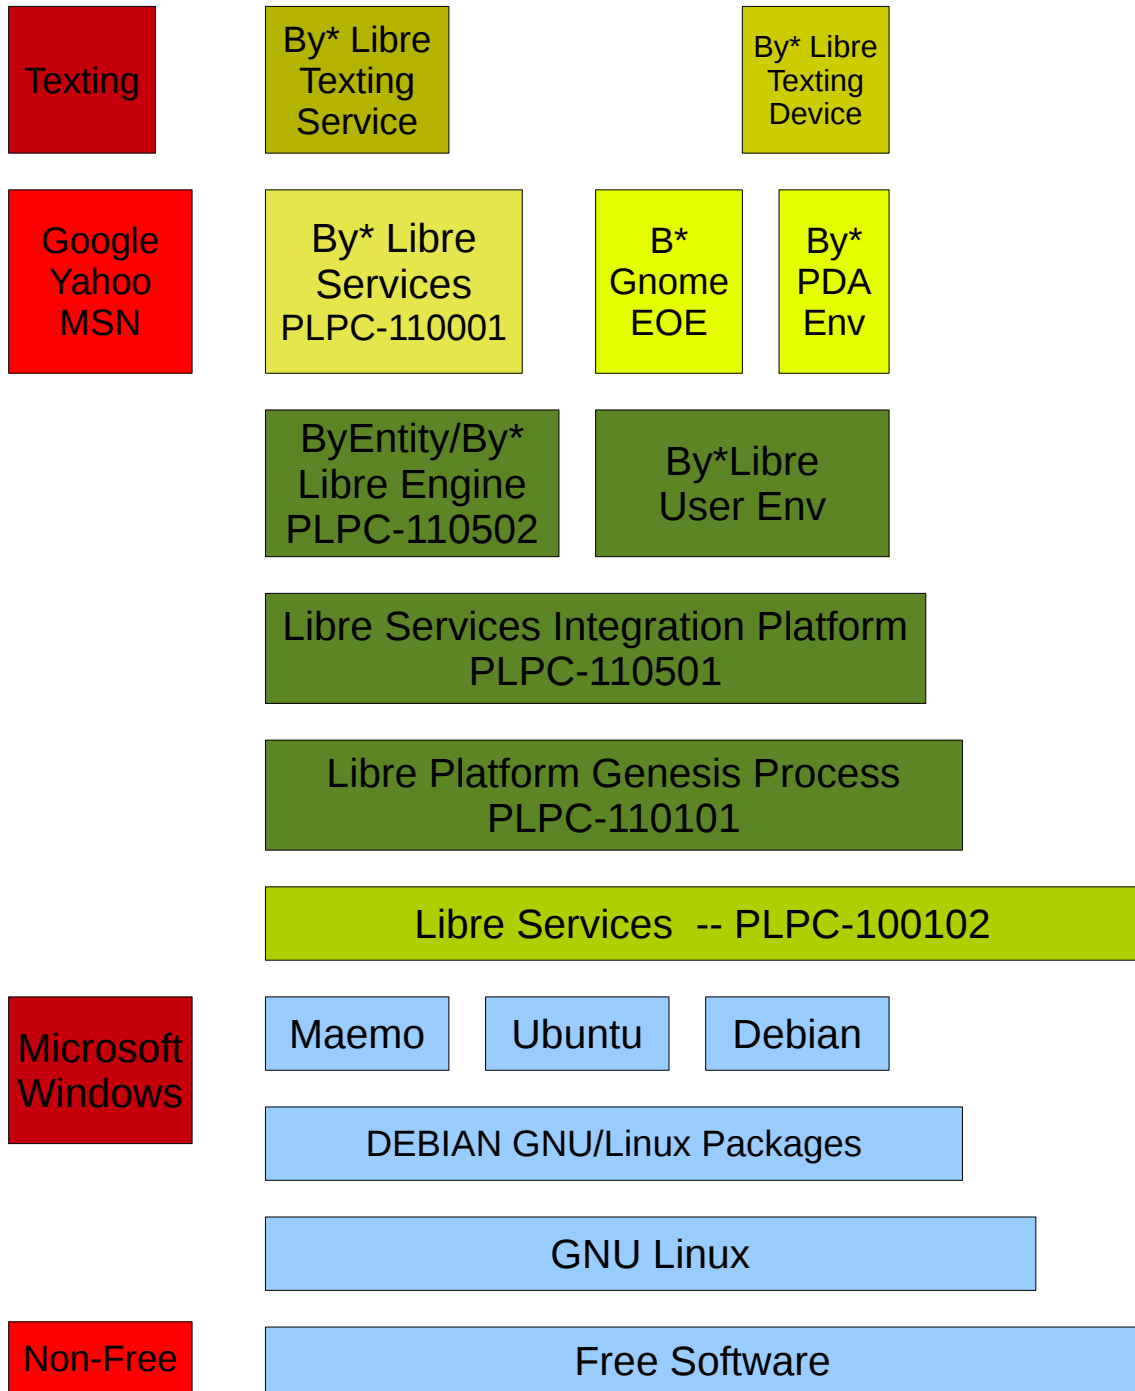 Texting
By* Libre
Texting
Service
By* Libre
Texting
Device
Google
Yahoo
MSN
By* Libre
Services
PLPC-110001
B*
Gnome
EOE
By*
PDA
Env
ByEntity/By*
Libre Engine
PLPC-110502
By*Libre
User Env
Libre Services Integration Platform
PLPC-110501
Libre Platform Genesis Process
PLPC-110101
Libre Services -- PLPC-100102
Microsoft
Windows
Maemo
Ubuntu
Debian
DEBIAN GNU/Linux Packages
GNU Linux
Non-Free
Free Software